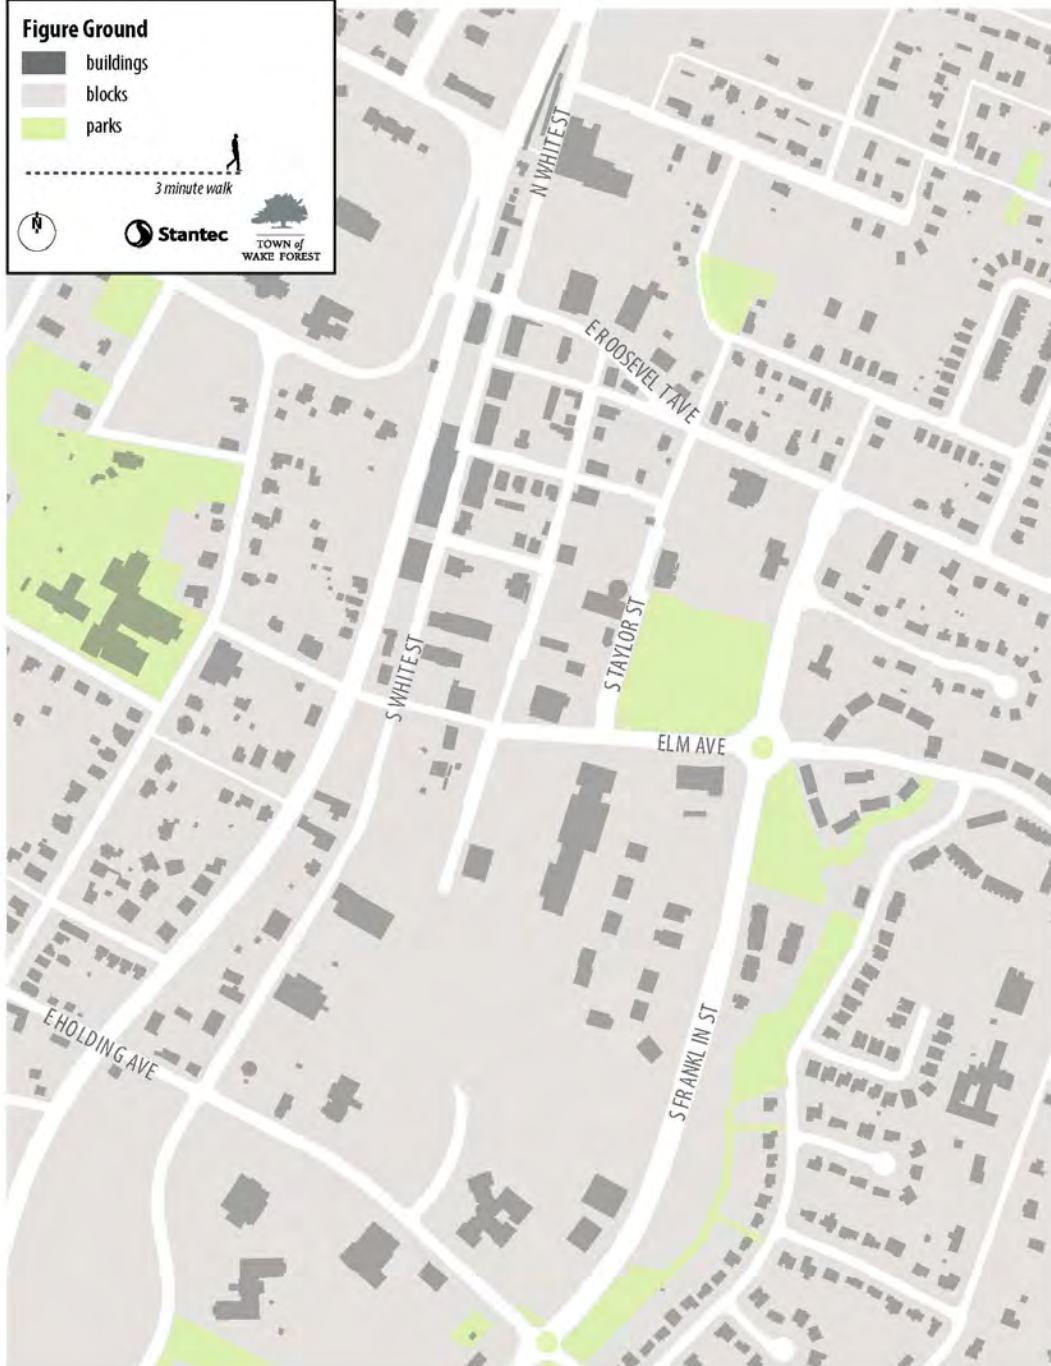 Figure Ground
buildings
blocks
parks
3 minute walk
N
Stantec
TOWN of
WAKE FOREST
N WHITE ST
E ROOSEVEL T AVE
S WHITE ST
S TAYLOR ST
ELM AVE
E HOLDING AVE
S FRANKL IN ST